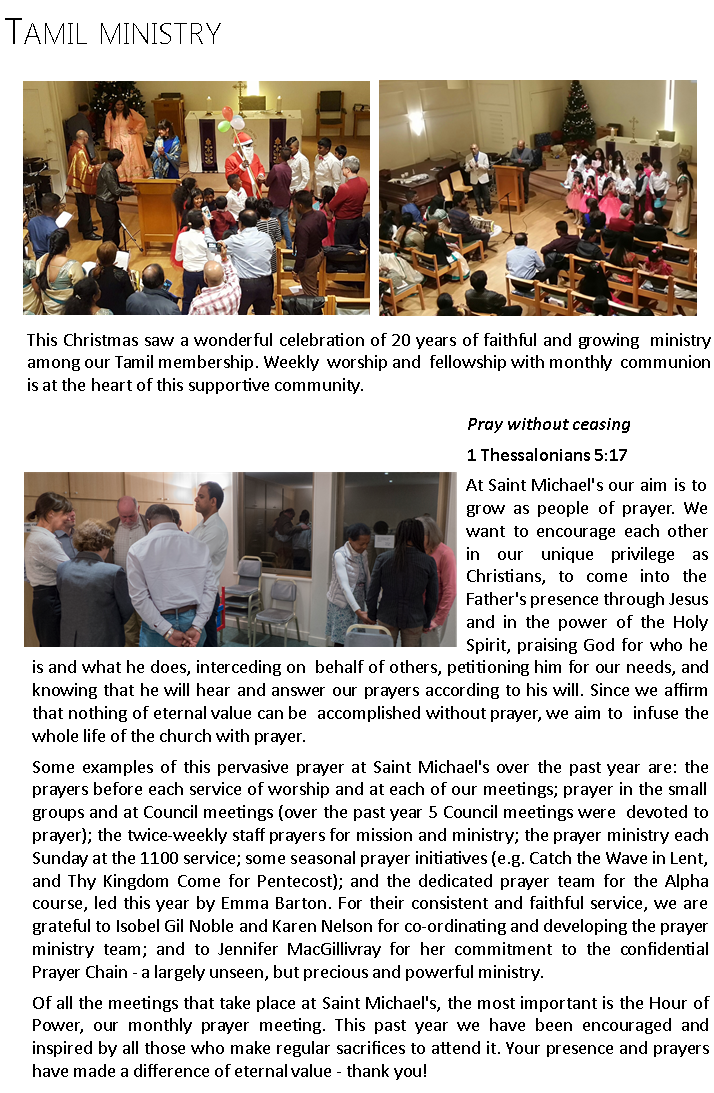 TAMIL MINISTRY
This Christmas saw a wonderful celebration of 20 years of faithful and growing ministry
among our Tamil membership. Weekly worship and fellowship with monthly communion
is at the heart of this supportive community.
Pray without ceasing
1 Thessalonians 5:17
At Saint Michael's our aim is to
grow as people of prayer. We
want to encourage each other
in our unique privilege as
Christians, to come into the
Father's presence through Jesus
and in the power of the Holy
Spirit, praising God for who he
is and what he does, interceding on behalf of others, petitioning him for our needs, and
knowing that he will hear and answer our prayers according to his will. Since we affirm
that nothing of eternal value can be accomplished without prayer, we aim to infuse the
whole life of the church with prayer.
Some examples of this pervasive prayer at Saint Michael's over the past year are: the
prayers before each service of worship and at each of our meetings; prayer in the small
groups and at Council meetings (over the past year 5 Council meetings were devoted to
prayer); the twice-weekly staff prayers for mission and ministry; the prayer ministry each
Sunday at the 1100 service; some seasonal prayer initiatives (e.g. Catch the Wave in Lent,
and Thy Kingdom Come for Pentecost); and the dedicated prayer team for the Alpha
course, led this year by Emma Barton. For their consistent and faithful service, we are
grateful to Isobel Gil Noble and Karen Nelson for co-ordinating and developing the prayer
ministry team; and to Jennifer MacGillivray for her commitment to the confidential
Prayer Chain - a largely unseen, but precious and powerful ministry.
Of all the meetings that take place at Saint Michael's, the most important is the Hour of
Power, our monthly prayer meeting. This past year we have been encouraged and
inspired by all those who make regular sacrifices to attend it. Your presence and prayers
have made a difference of eternal value - thank you!